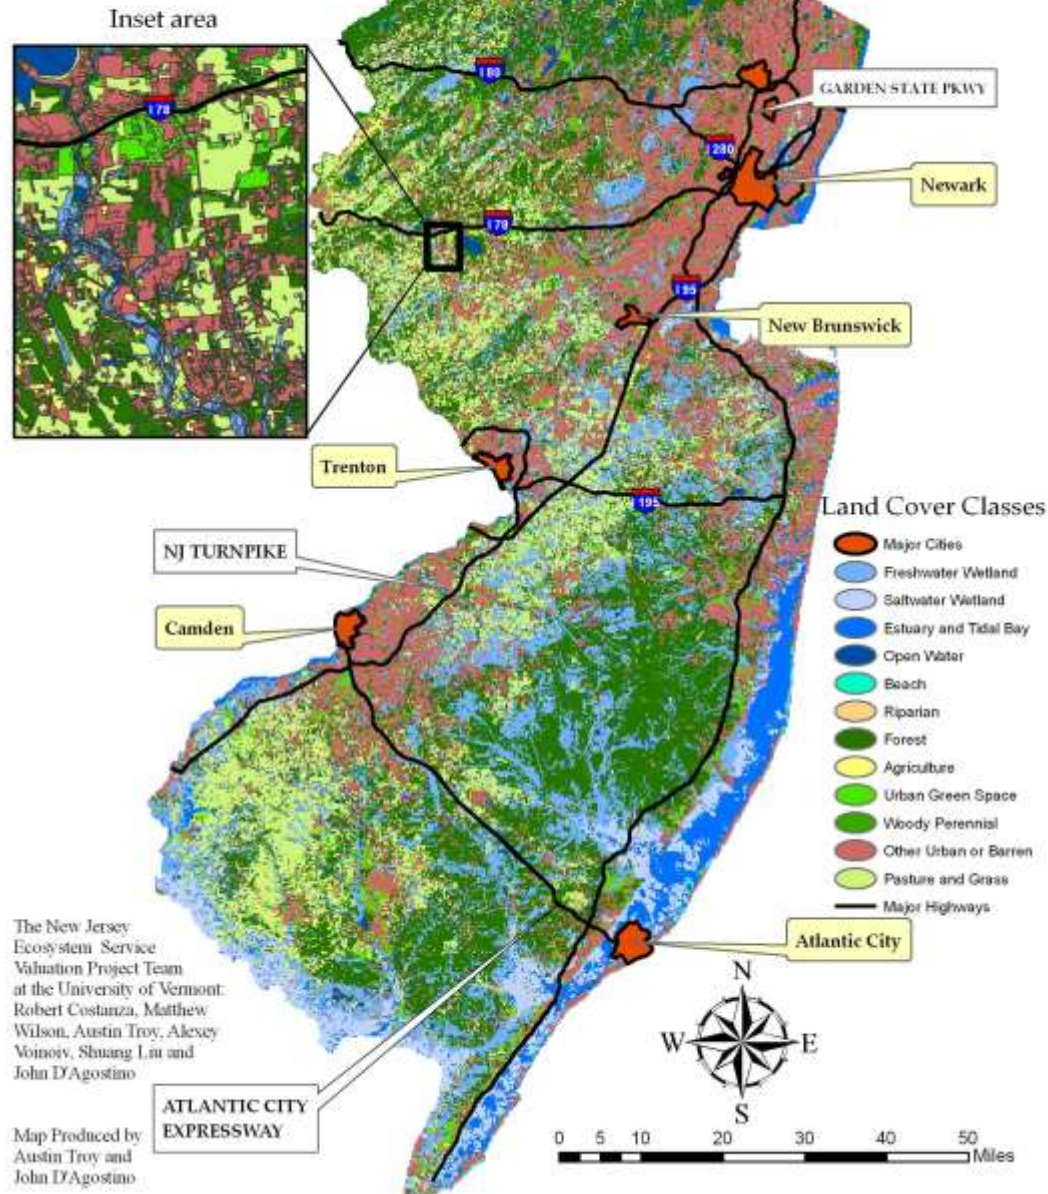 Inset area
I 78
I 80
GARDEN STATE PKWY
I 280
Newark
I 78
I 95
New Brunswick
Trenton
I 195
Land Cover Classes
Major Cities
Freshwater Wetland
Saltwater Wetland
Estuary and Tidal Bay
Open Water
Beach
Riparian
Forest
Agriculture
Urban Green Space
Woody Perennial
Other Urban or Barren
Pasture and Grass
Major Highways
NJ TURNPIKE
Camden
Atlantic City
The New Jersey
Ecosystem Service
Valuation Project Team
at the University of Vermont:
Robert Costanza, Matthew
Wilson, Austin Troy, Alexey
Voinoiv, Shuang Liu and
John D'Agostino
ATLANTIC CITY
EXPRESSWAY
Map Produced by
Austin Troy and
John D'Agostino
N
W E
S
0 5 10 20 30 40 50
Miles